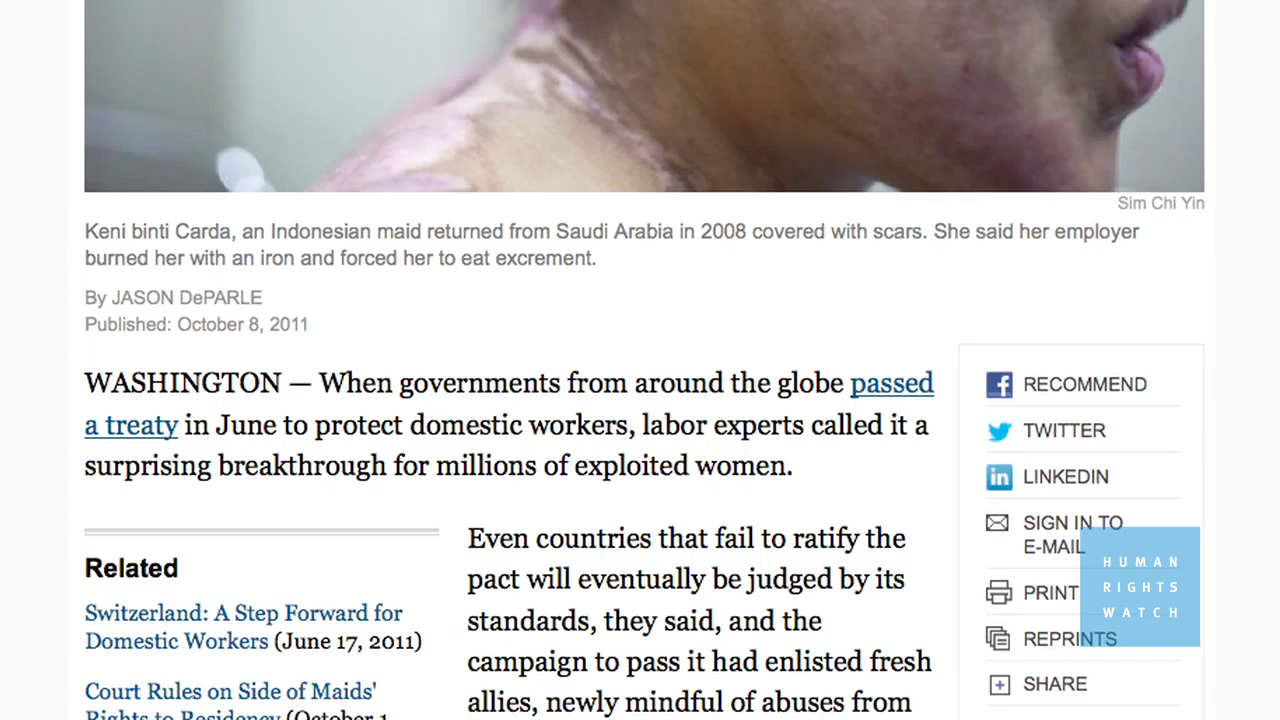 Sim Chi Yin
Keni binti Carda, an Indonesian maid returned from Saudi Arabia in 2008 covered with scars. She said her employer
burned her with an iron and forced her to eat excrement.
By JASON DePARLE
Published: October 8, 2011
WASHINGTON — When governments from around the globe passed
a treaty in June to protect domestic workers, labor experts called it a
surprising breakthrough for millions of exploited women.
Related
Switzerland: A Step Forward for
Domestic Workers (June 17, 2011)
Court Rules on Side of Maids'
Rights to Residency (October 1,
Even countries that fail to ratify the
pact will eventually be judged by its
standards, they said, and the
campaign to pass it had enlisted fresh
allies, newly mindful of abuses from
RECOMMEND
TWITTER
LINKEDIN
SIGN IN TO
E-MAIL
PRINT
REPRINTS
SHARE
HUMAN
RIGHTS
WATCH